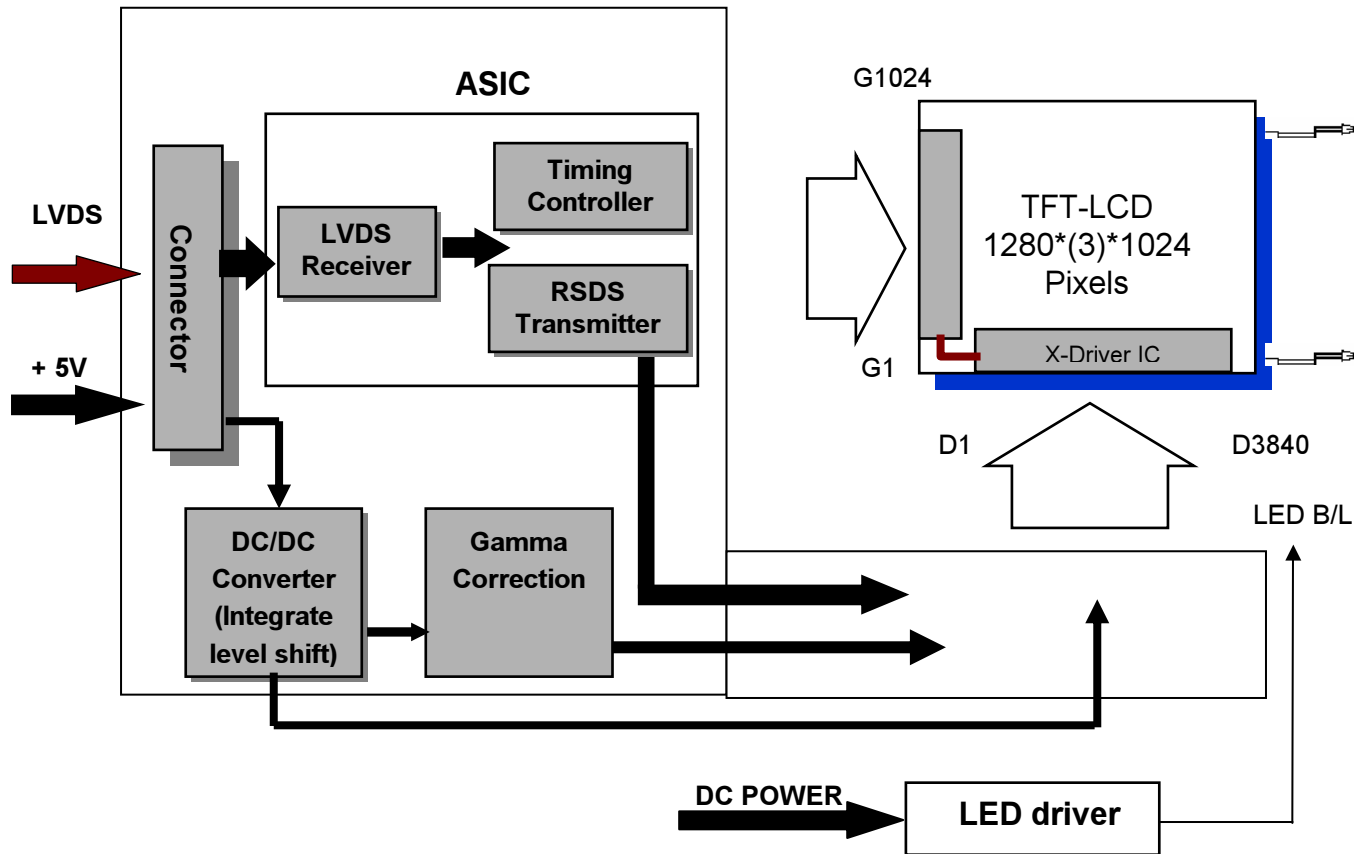 ASIC
G1024
LVDS
+ 5V
Connector
LVDS
Receiver
Timing
Controller
RSDS
Transmitter
TFT-LCD
1280*(3)*1024
Pixels
X-Driver IC
G1
D1
D3840
LED B/L
DC/DC
Converter
(Integrate
level shift)
Gamma
Correction
DC POWER
LED driver